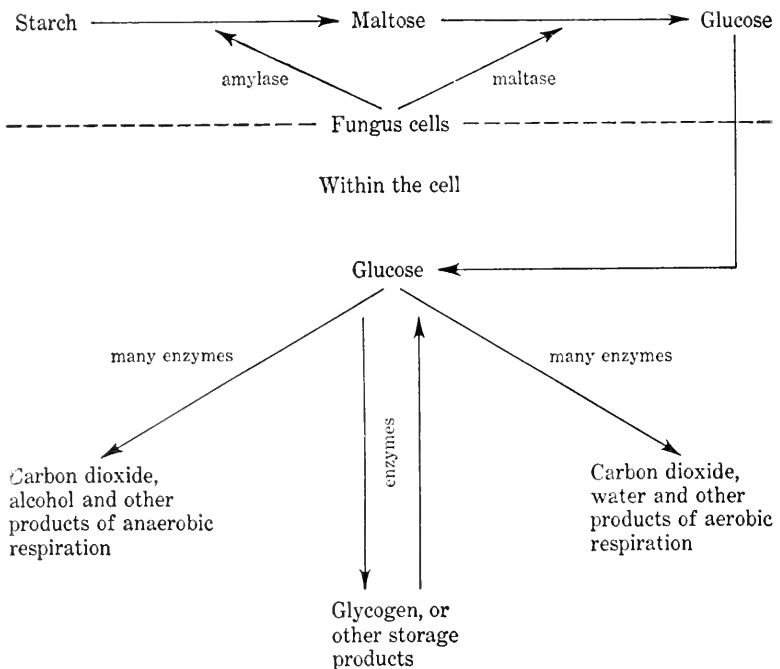 Starch Maltose Glucose
amylase maltase
Fungus cells
Within the cell
Glucose
many enzymes many enzymes
enzymes
Carbon dioxide,
alcohol and other
products of anaerobic
respiration
Carbon dioxide,
water and other
products of aerobic
respiration
Glycogen, or
other storage
products